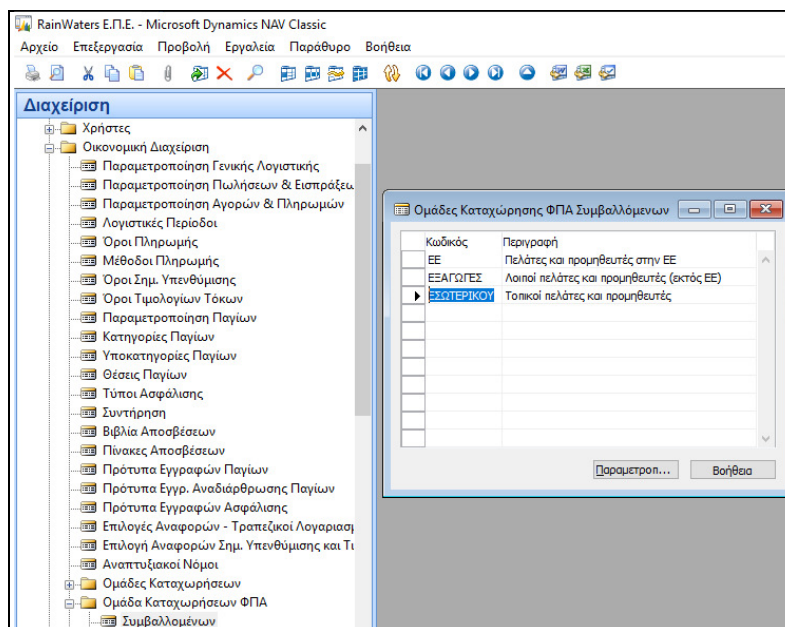 RainWaters Ε.Π.Ε. - Microsoft Dynamics NAV Classic
Αρχείο Επεξεργασία Προβολή Εργαλεία Παράθυρο Βοήθεια
Διαχείριση
Χρήστες
Οικονομική Διαχείριση
Παραμετροποίηση Γενικής Λογιστικής
Παραμετροποίηση Πωλήσεων & Εισπράξεω
Παραμετροποίηση Αγορών & Πληρωμών
Λογιστικές Περίοδοι
Όροι Πληρωμής
Μέθοδοι Πληρωμής
Όροι Σημ. Υπενθύμισης
Όροι Τιμολογίων Τόκων
Παραμετροποίηση Παγίων
Κατηγορίες Παγίων
Υποκατηγορίες Παγίων
Θέσεις Παγίων
Τύποι Ασφάλισης
Συντήρηση
Βιβλία Αποσβέσεων
Πίνακες Αποσβέσεων
Πρότυπα Εγγραφών Παγίων
Πρότυπα Εγγρ. Αναδιάρθρωσης Παγίων
Πρότυπα Εγγραφών Ασφάλισης
Επιλογές Αναφορών - Τραπεζικοί Λογαριασμ
Επιλογή Αναφορών Σημ. Υπενθύμισης και Τι
Αναπτυξιακοί Νόμοι
Ομάδες Καταχωρήσεων
Ομάδα Καταχωρήσεων ΦΠΑ
Συμβαλλομένων
Ομάδες Καταχώρησης ΦΠΑ Συμβαλλόμενων
Κωδικός Περιγραφή
ΕΕ Πελάτες και προμηθευτές στην ΕΕ
ΕΞΑΓΩΓΕΣ Λοιποί πελάτες και προμηθευτές (εκτός ΕΕ)
ΕΣΩΤΕΡΙΚΟΥ Τοπικοί πελάτες και προμηθευτές
Παραμετροπ... Βοήθεια